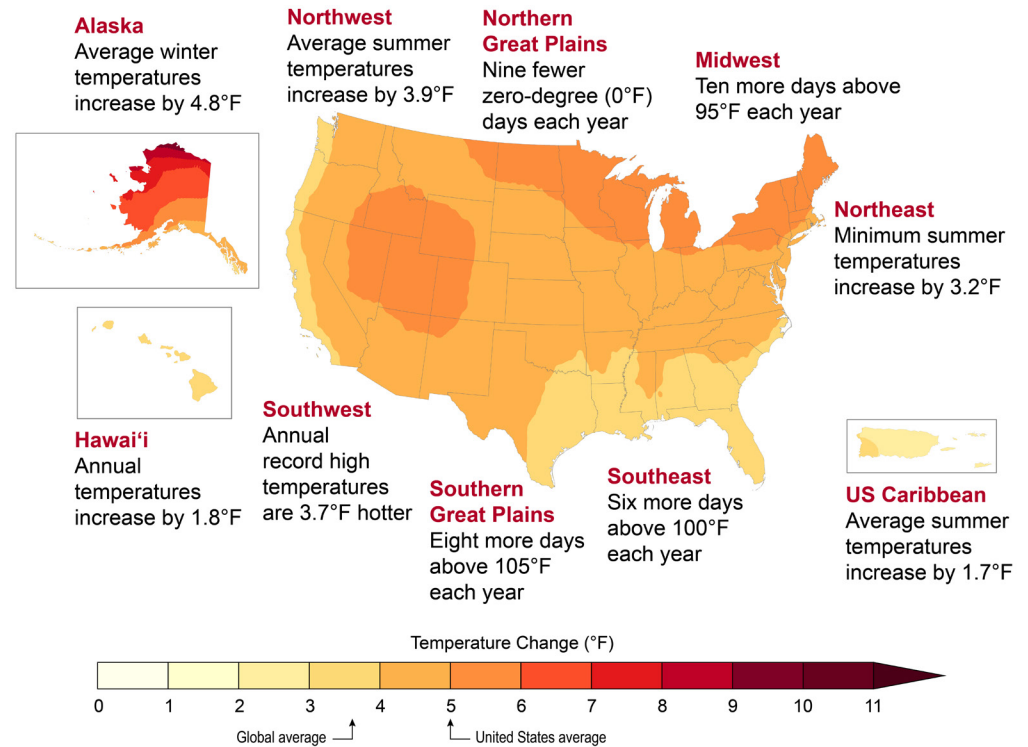 Alaska
Average winter
temperatures
increase by 4.8°F
Northwest
Average summer
temperatures
increase by 3.9°F
Northern
Great Plains
Nine fewer
zero-degree (0°F)
days each year
Midwest
Ten more days above
95°F each year
Northeast
Minimum summer
temperatures
increase by 3.2°F
Hawaiʻi
Annual
temperatures
increase by 1.8°F
Southwest
Annual
record high
temperatures
are 3.7°F hotter
Southern
Great Plains
Eight more days
above 105°F
each year
Southeast
Six more days
above 100°F
each year
US Caribbean
Average summer
temperatures
increase by 1.7°F
Temperature Change (°F)
0 1 2 3 4 5 6 7 8 9 10 11
Global average
United States average